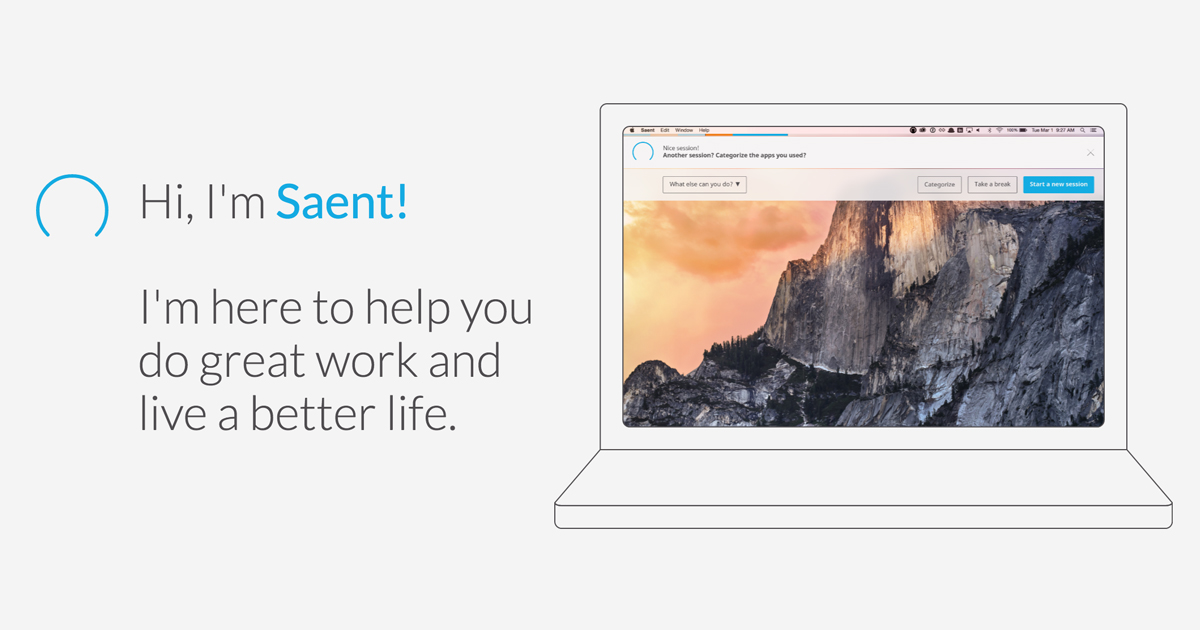 Hi, I'm Saent!
I'm here to help you
do great work and
live a better life.
Saent Edit Window Help
100% Tue Mar 1 9:27 AM
Nice session!
Another session? Categorize the apps you used?
What else can you do? ▼
Categorize
Take a break
Start a new session